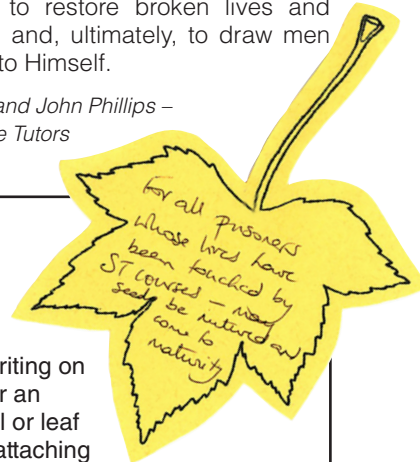 to restore broken lives and
and, ultimately, to draw men
to Himself.
and John Phillips –
e Tutors
For all prisoners
whose lives have
been touched by
ST courses – may
seeds be nurtured and
come to
maturity
riting on
r an
l or leaf
attaching